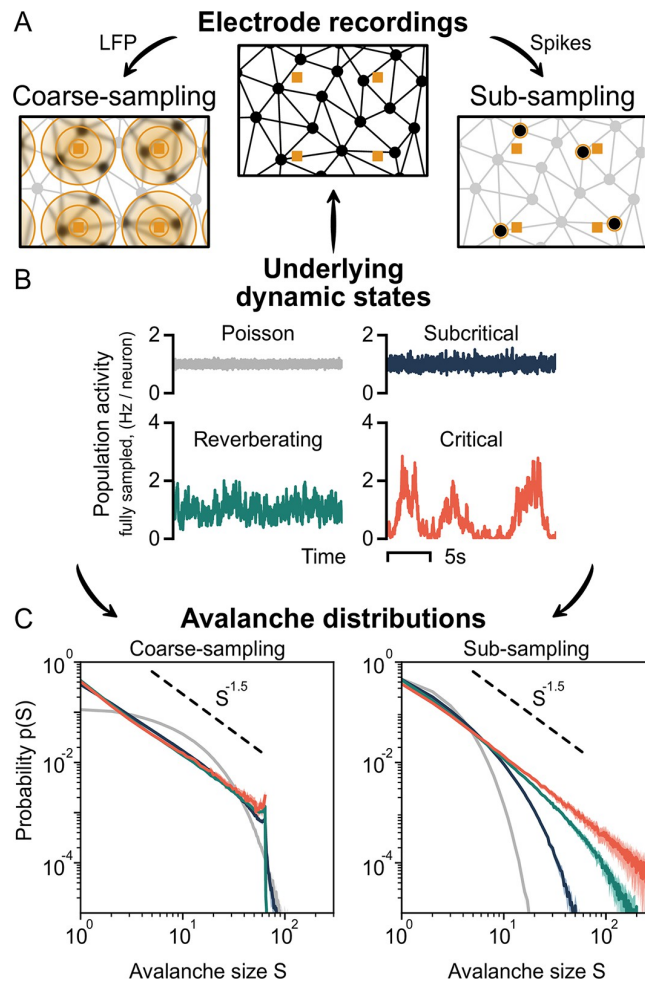 A
Electrode recordings
LFP
Spikes
Coarse-sampling
Sub-sampling
B
Underlying
dynamic states
Population activity
fully sampled, (Hz / neuron)
Poisson
Subcritical
2
0
2
0
Reverberating
Critical
4
2
0
4
2
0
Time
5s
C
Avalanche distributions
Coarse-sampling
Sub-sampling
Probability p(S)
10^0
10^-2
10^-4
S^-1.5
10^0
10^-2
10^-4
S^-1.5
10^0
10^1
10^2
10^0
10^1
10^2
Avalanche size S
Avalanche size S